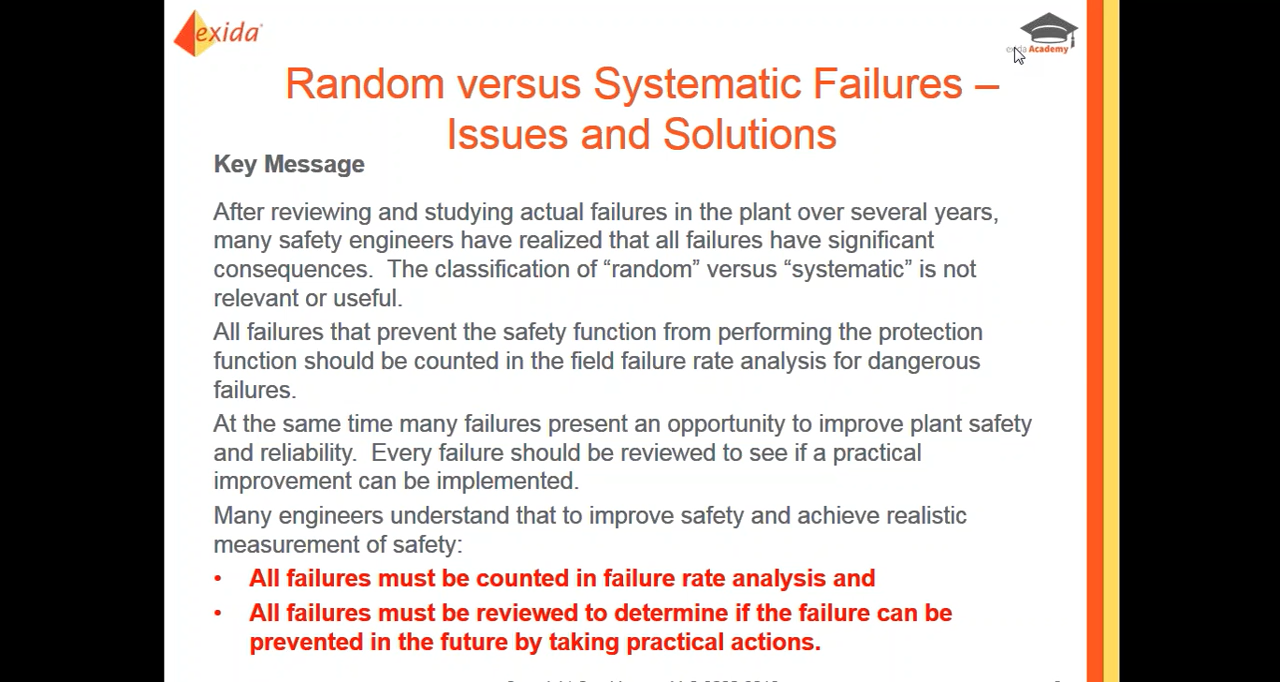 exida
exida Academy
Random versus Systematic Failures –
Issues and Solutions
Key Message
After reviewing and studying actual failures in the plant over several years,
many safety engineers have realized that all failures have significant
consequences.  The classification of “random” versus “systematic” is not
relevant or useful.
All failures that prevent the safety function from performing the protection
function should be counted in the field failure rate analysis for dangerous
failures.
At the same time many failures present an opportunity to improve plant safety
and reliability.  Every failure should be reviewed to see if a practical
improvement can be implemented.
Many engineers understand that to improve safety and achieve realistic
measurement of safety:
• All failures must be counted in failure rate analysis and
• All failures must be reviewed to determine if the failure can be
prevented in the future by taking practical actions.